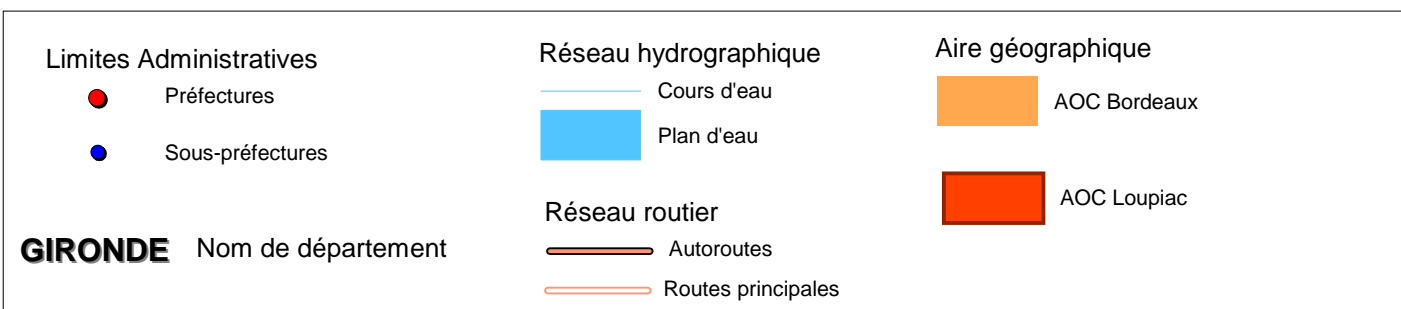 Limites Administratives
Préfectures
Sous-préfectures
GIRONDE Nom de département
Réseau hydrographique
Cours d'eau
Plan d'eau
Réseau routier
Autoroutes
Routes principales
Aire géographique
AOC Bordeaux
AOC Loupiac